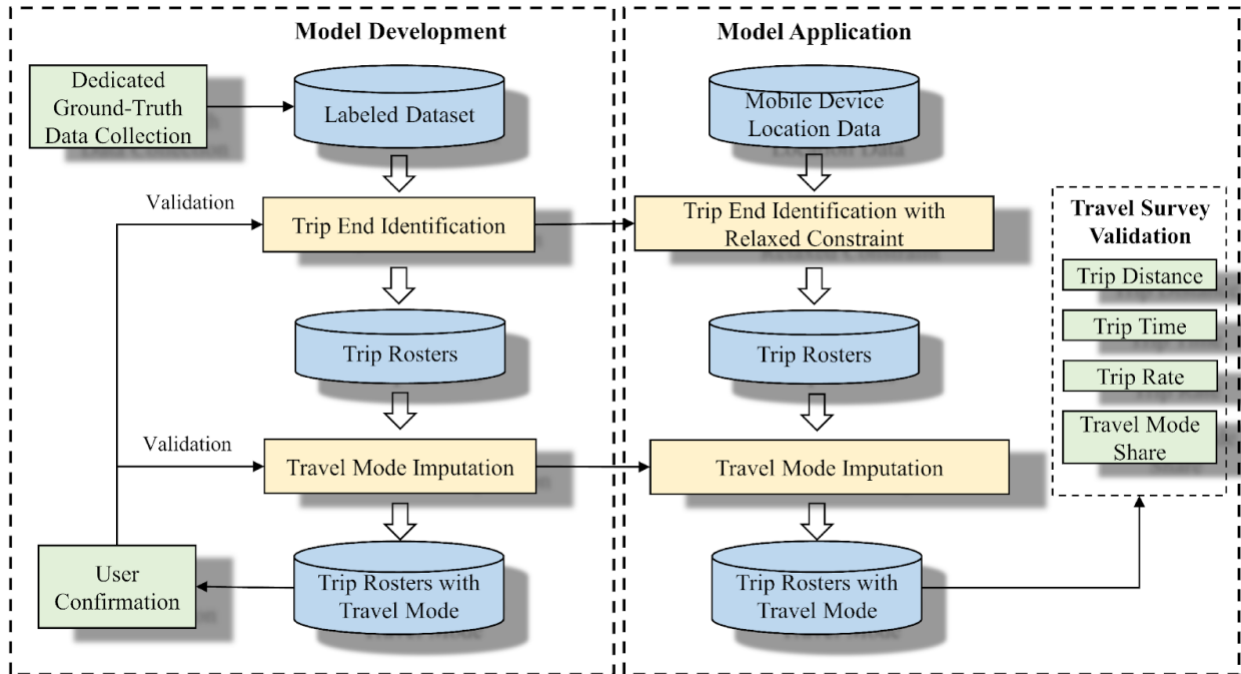 Model Development
Dedicated
Ground-Truth
Data Collection
Labeled Dataset
Validation
Trip End Identification
Trip Rosters
Validation
Travel Mode Imputation
User
Confirmation
Trip Rosters with
Travel Mode
Model Application
Mobile Device
Location Data
Trip End Identification with
Relaxed Constraint
Trip Rosters
Travel Mode Imputation
Trip Rosters with
Travel Mode
Travel Survey
Validation
Trip Distance
Trip Time
Trip Rate
Travel Mode
Share